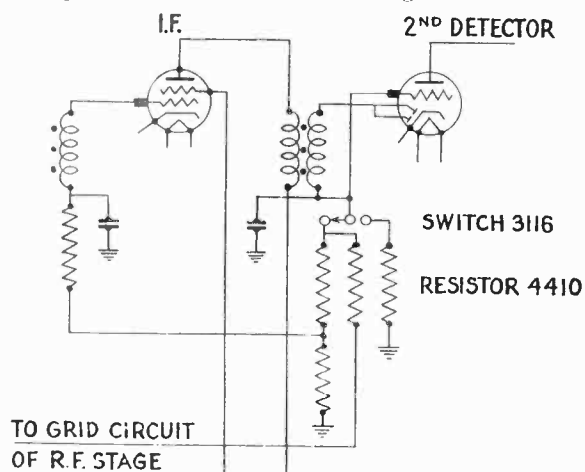 I.F.
2ND DETECTOR
SWITCH 3116
RESISTOR 4410
TO GRID CIRCUIT
OF R.F. STAGE